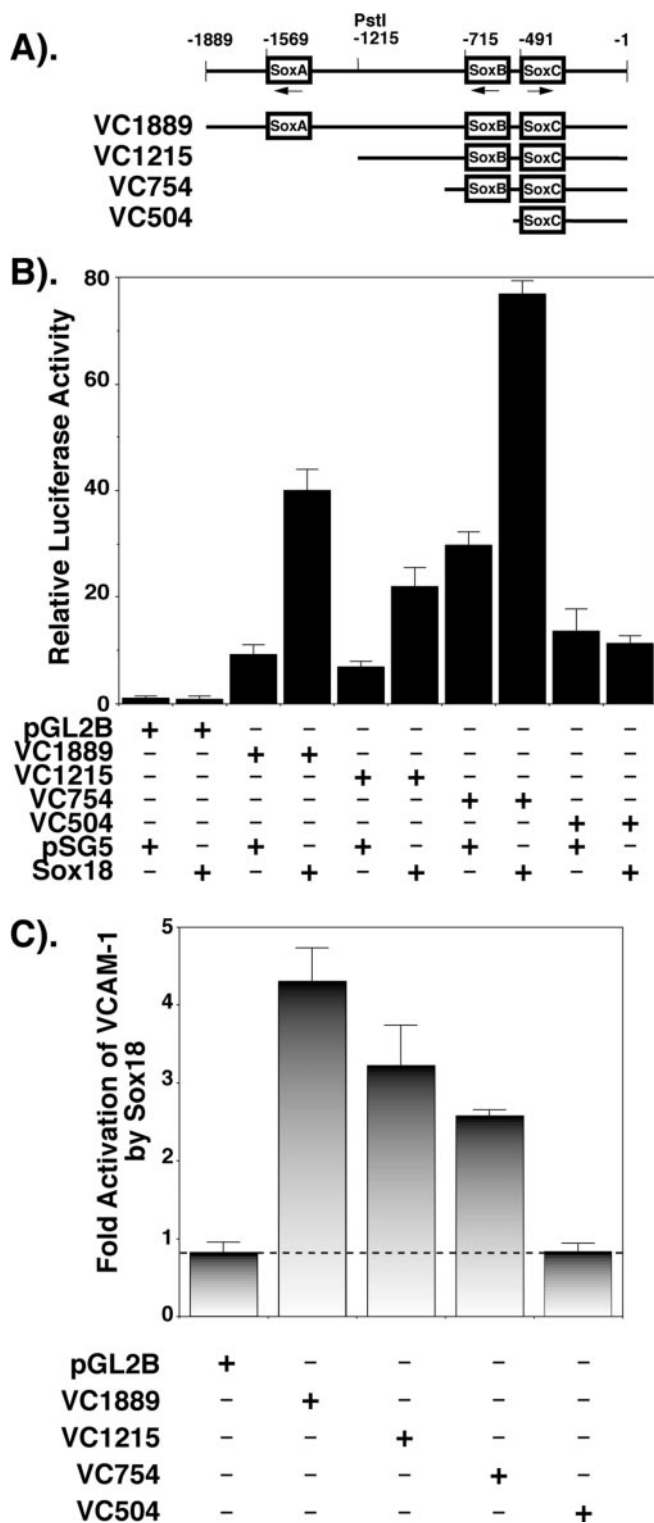 A).
PstI
-1889 -1569 -1215 -715 -491 -1
SoxA SoxB SoxC
VC1889 SoxA SoxB SoxC
VC1215 SoxB SoxC
VC754 SoxB SoxC
VC504 SoxC
B).
Relative Luciferase Activity
80
60
40
20
0
pGL2B + + – – – – – – – –
VC1889 – – + + – – – – – –
VC1215 – – – – + + – – – –
VC754 – – – – – – + + – –
VC504 – – – – – – – – + +
pSG5 + – + – + – + – + –
Sox18 – + – + – + – + – +
C).
Fold Activation of VCAM-1
by Sox18
5
4
3
2
1
0
pGL2B + – – – –
VC1889 – + – – –
VC1215 – – + – –
VC754 – – – + –
VC504 – – – – +